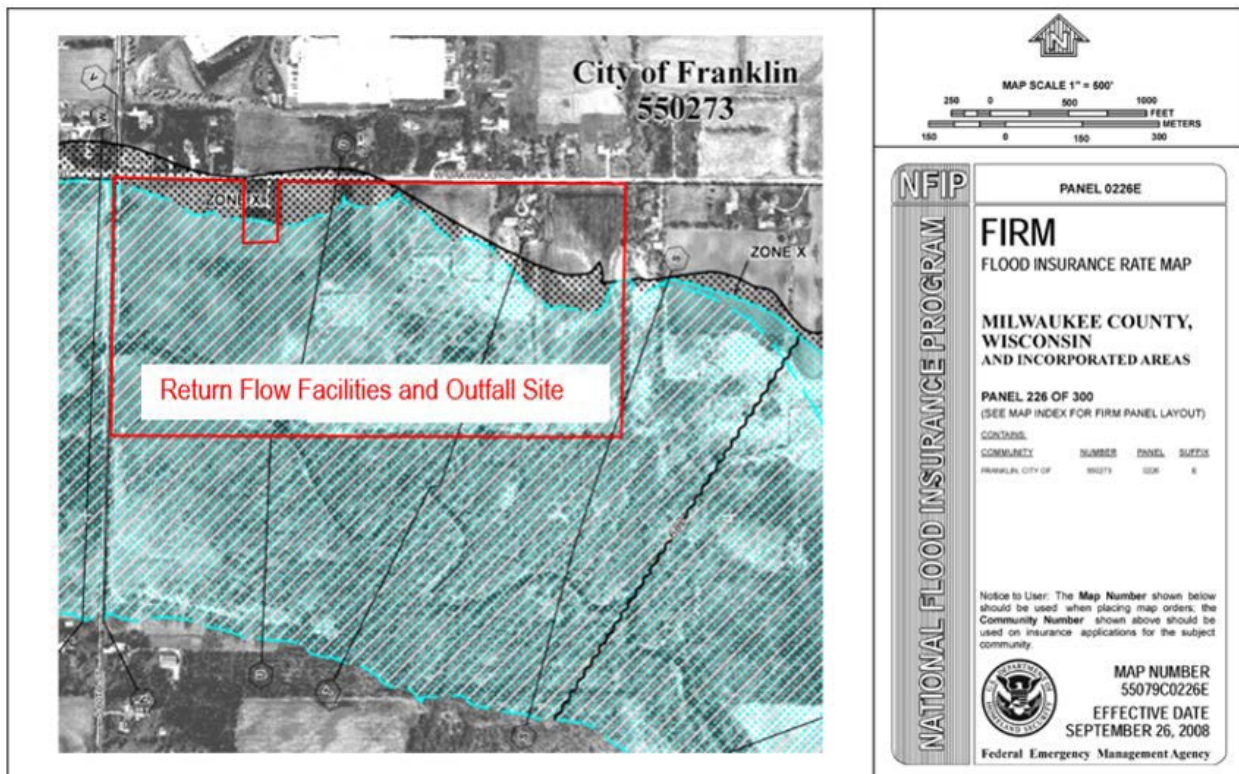 City of Franklin
550273
ZONE X
ZONE X
Return Flow Facilities and Outfall Site
N
MAP SCALE 1" = 500'
250 0 500 1000
FEET
METERS
150 0 150 300
NFIP
NATIONAL FLOOD INSURANCE PROGRAM
PANEL 0226E
FIRM
FLOOD INSURANCE RATE MAP
MILWAUKEE COUNTY,
WISCONSIN
AND INCORPORATED AREAS
PANEL 226 OF 300
(SEE MAP INDEX FOR FIRM PANEL LAYOUT)
CONTAINS:
COMMUNITY NUMBER PANEL SUFFIX
FRANKLIN, CITY OF 550273 0226 E
Notice to User: The Map Number shown below
should be used when placing map orders; the
Community Number shown above should be
used on insurance applications for the subject
community.
U.S. DEPARTMENT OF
HOMELAND SECURITY
MAP NUMBER
55079C0226E
EFFECTIVE DATE
SEPTEMBER 26, 2008
Federal Emergency Management Agency